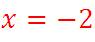 x = −2